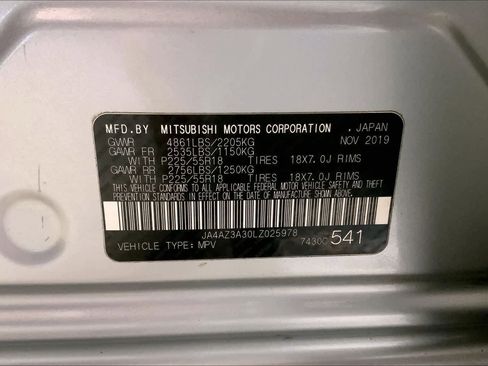 MFD.BY MITSUBISHI MOTORS CORPORATION . JAPAN
GVWR 4861LBS/2205KG NOV 2019
GAWR FR 2535LBS/1150KG
WITH P225/55R18 TIRES 18X7.0J RIMS
GAWR RR 2756LBS/1250KG
WITH P225/55R18 TIRES 18X7.0J RIMS
THIS VEHICLE CONFORMS TO ALL APPLICABLE FEDERAL MOTOR VEHICLE SAFETY AND THEFT
PREVENTION STANDARDS IN EFFECT ON THE DATE OF MANUFACTURE SHOWN ABOVE.
JA4AZ3A30LZ025978
VEHICLE TYPE: MPV 74300 541